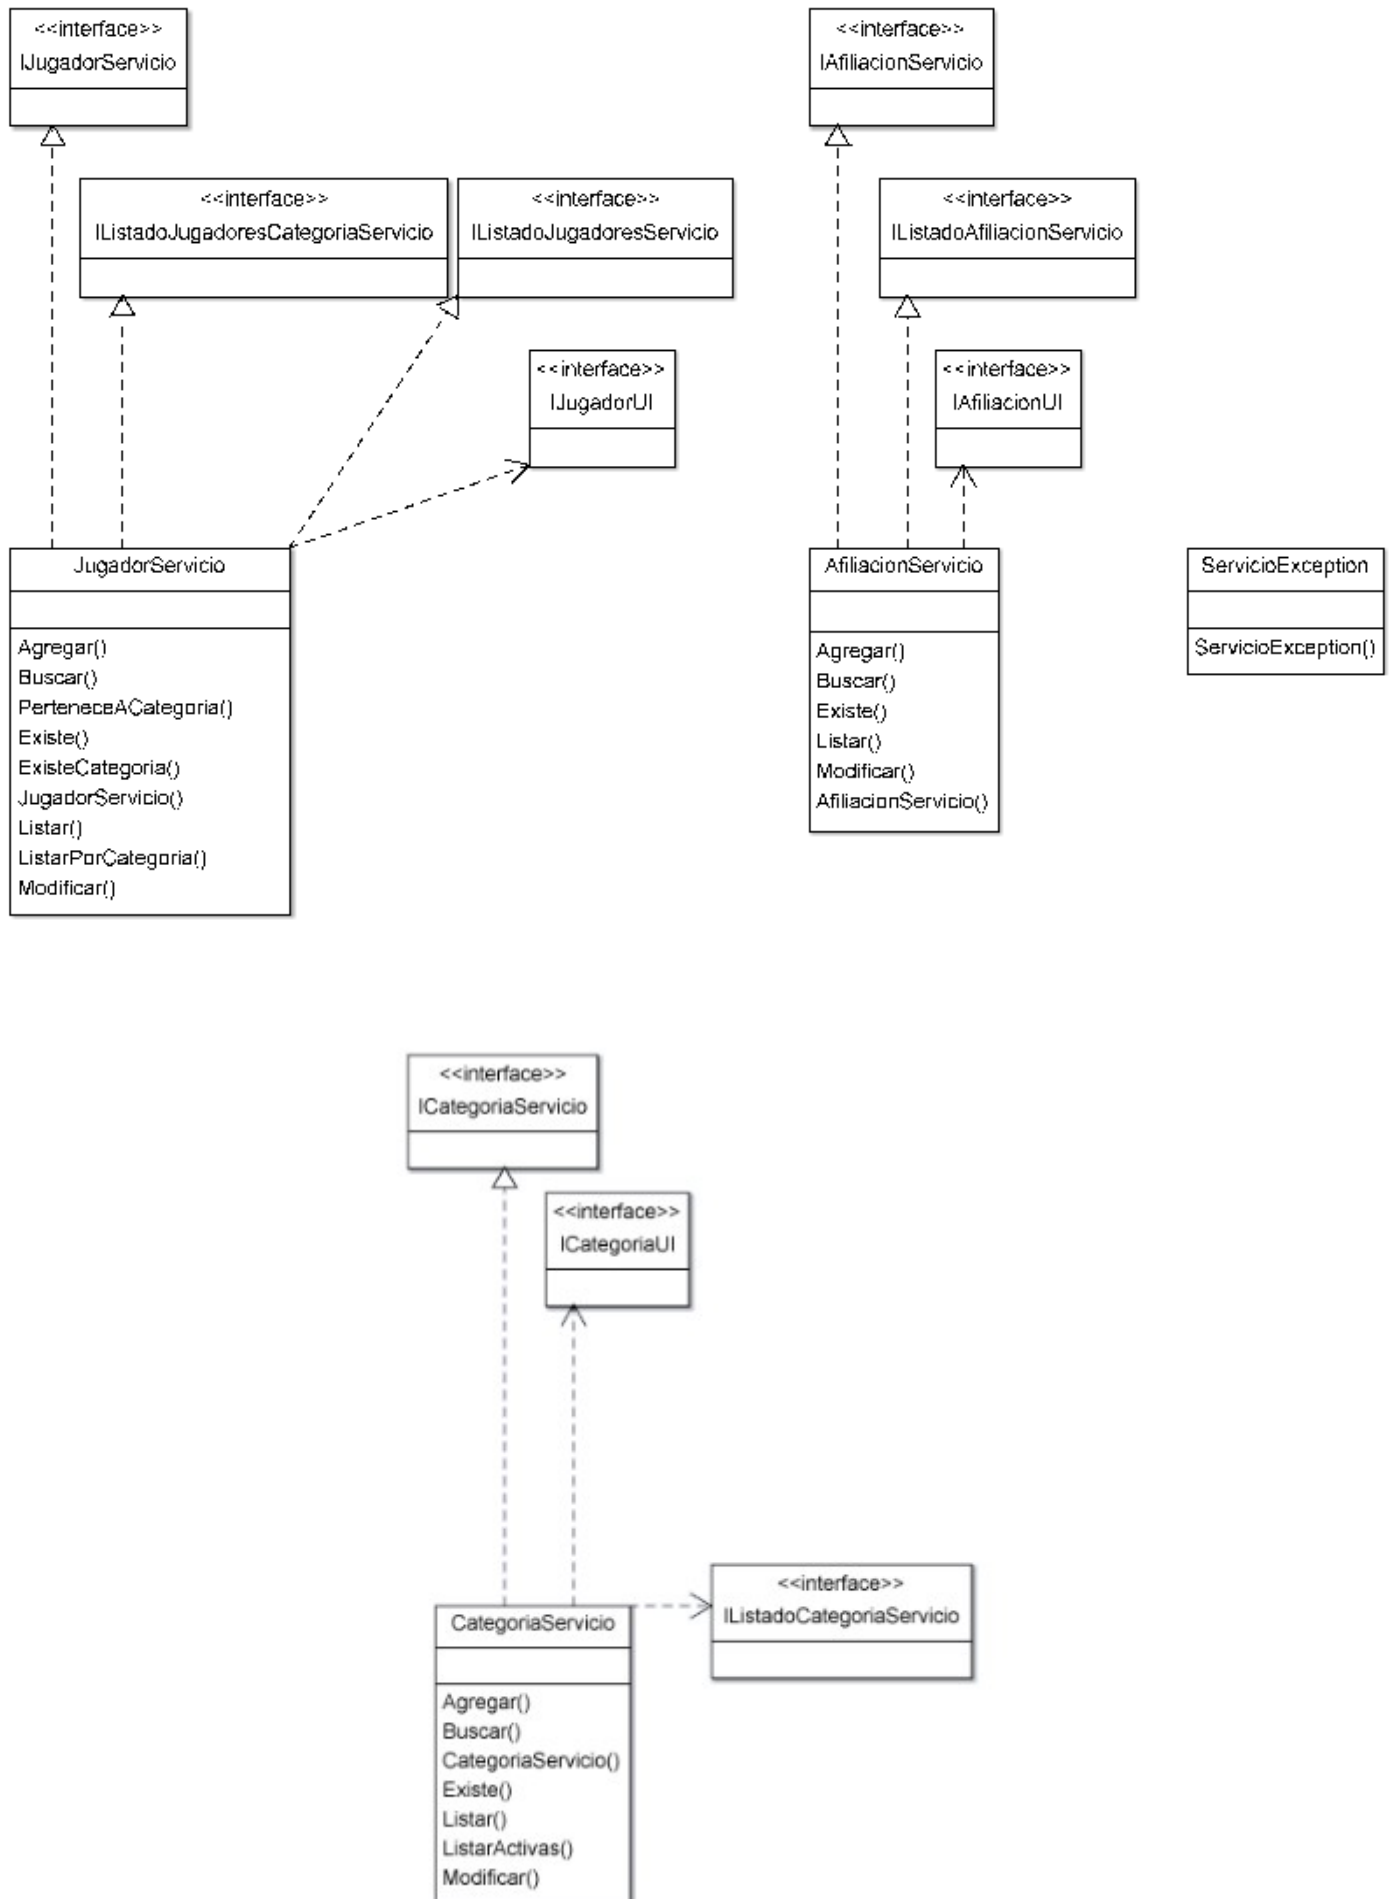 <<interface>>
IJugadorServicio
<<interface>>
IAfiliacionServicio
<<interface>>
IListadoJugadoresCategoriaServicio
<<interface>>
IListadoJugadoresServicio
<<interface>>
IListadoAfiliacionServicio
<<interface>>
IJugadorUI
<<interface>>
IAfiliacionUI
JugadorServicio
Agregar()
Buscar()
PerteneceACategoria()
Existe()
ExisteCategoria()
JugadorServicio()
Listar()
ListarPorCategoria()
Modificar()
AfiliacionServicio
Agregar()
Buscar()
Existe()
Listar()
Modificar()
AfiliacionServicio()
ServicioException
ServicioException()
<<interface>>
ICategoriaServicio
<<interface>>
ICategoriaUI
<<interface>>
IListadoCategoriaServicio
CategoriaServicio
Agregar()
Buscar()
CategoriaServicio()
Existe()
Listar()
ListarActivas()
Modificar()